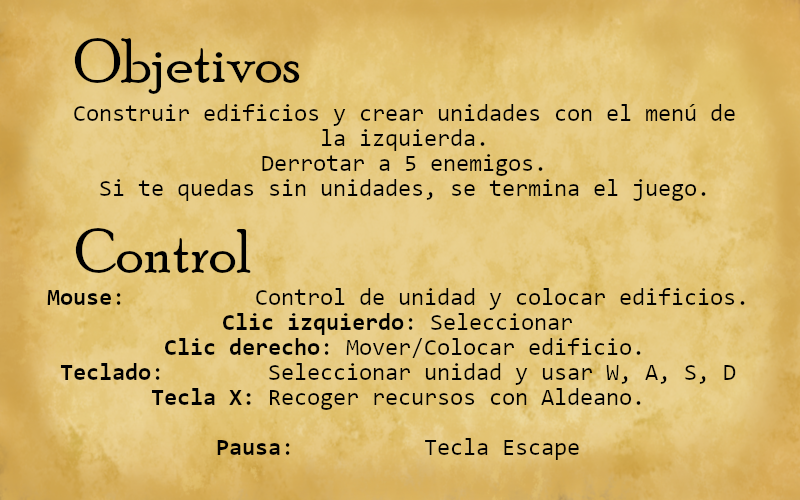 Objetivos
Construir edificios y crear unidades con el menú de
la izquierda.
Derrotar a 5 enemigos.
Si te quedas sin unidades, se termina el juego.
Control
Mouse: Control de unidad y colocar edificios.
Clic izquierdo: Seleccionar
Clic derecho: Mover/Colocar edificio.
Teclado: Seleccionar unidad y usar W, A, S, D
Tecla X: Recoger recursos con Aldeano.
Pausa: Tecla Escape